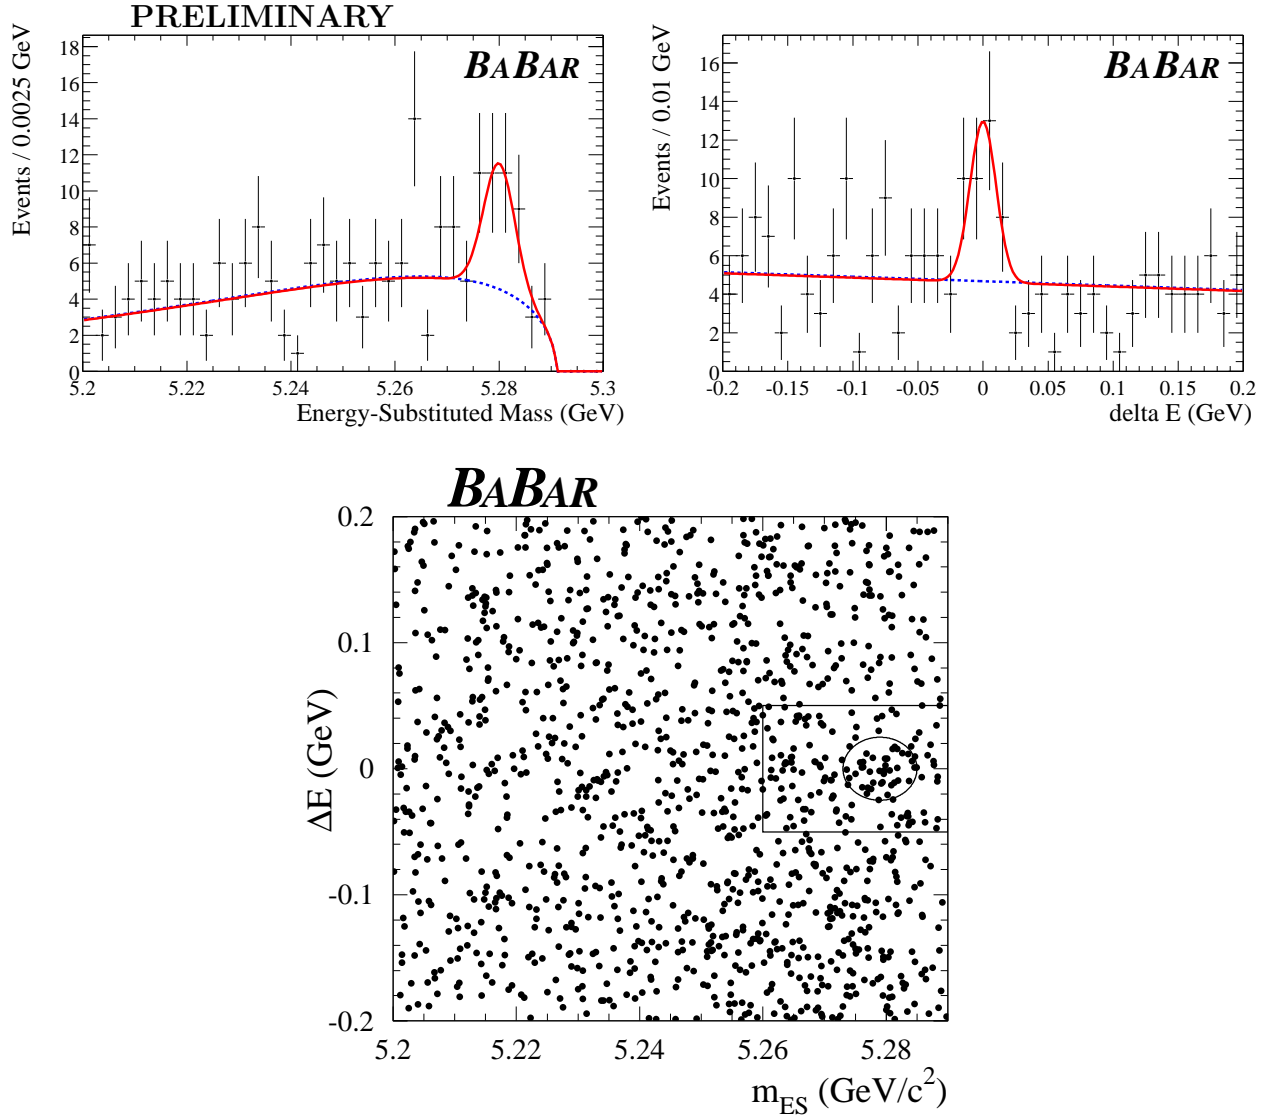 PRELIMINARY
Events / 0.0025 GeV
18
16
14
12
10
8
6
4
2
0
BABAR
5.2 5.22 5.24 5.26 5.28 5.3
Energy-Substituted Mass (GeV)
Events / 0.01 GeV
16
14
12
10
8
6
4
2
0
BABAR
-0.2 -0.15 -0.1 -0.05 0 0.05 0.1 0.15 0.2
delta E (GeV)
BABAR
ΔE (GeV)
0.2
0.1
0
-0.1
-0.2
5.2 5.22 5.24 5.26 5.28
m_ES (GeV/c²)